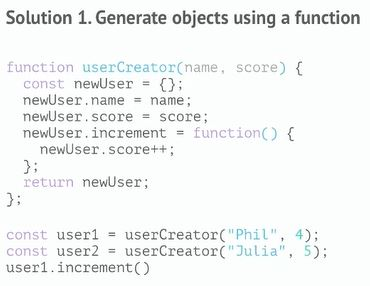 Solution 1. Generate objects using a function
function userCreator(name, score) {
  const newUser = {};
  newUser.name = name;
  newUser.score = score;
  newUser.increment = function() {
    newUser.score++;
  };
  return newUser;
};
const user1 = userCreator("Phil", 4);
const user2 = userCreator("Julia", 5);
user1.increment()